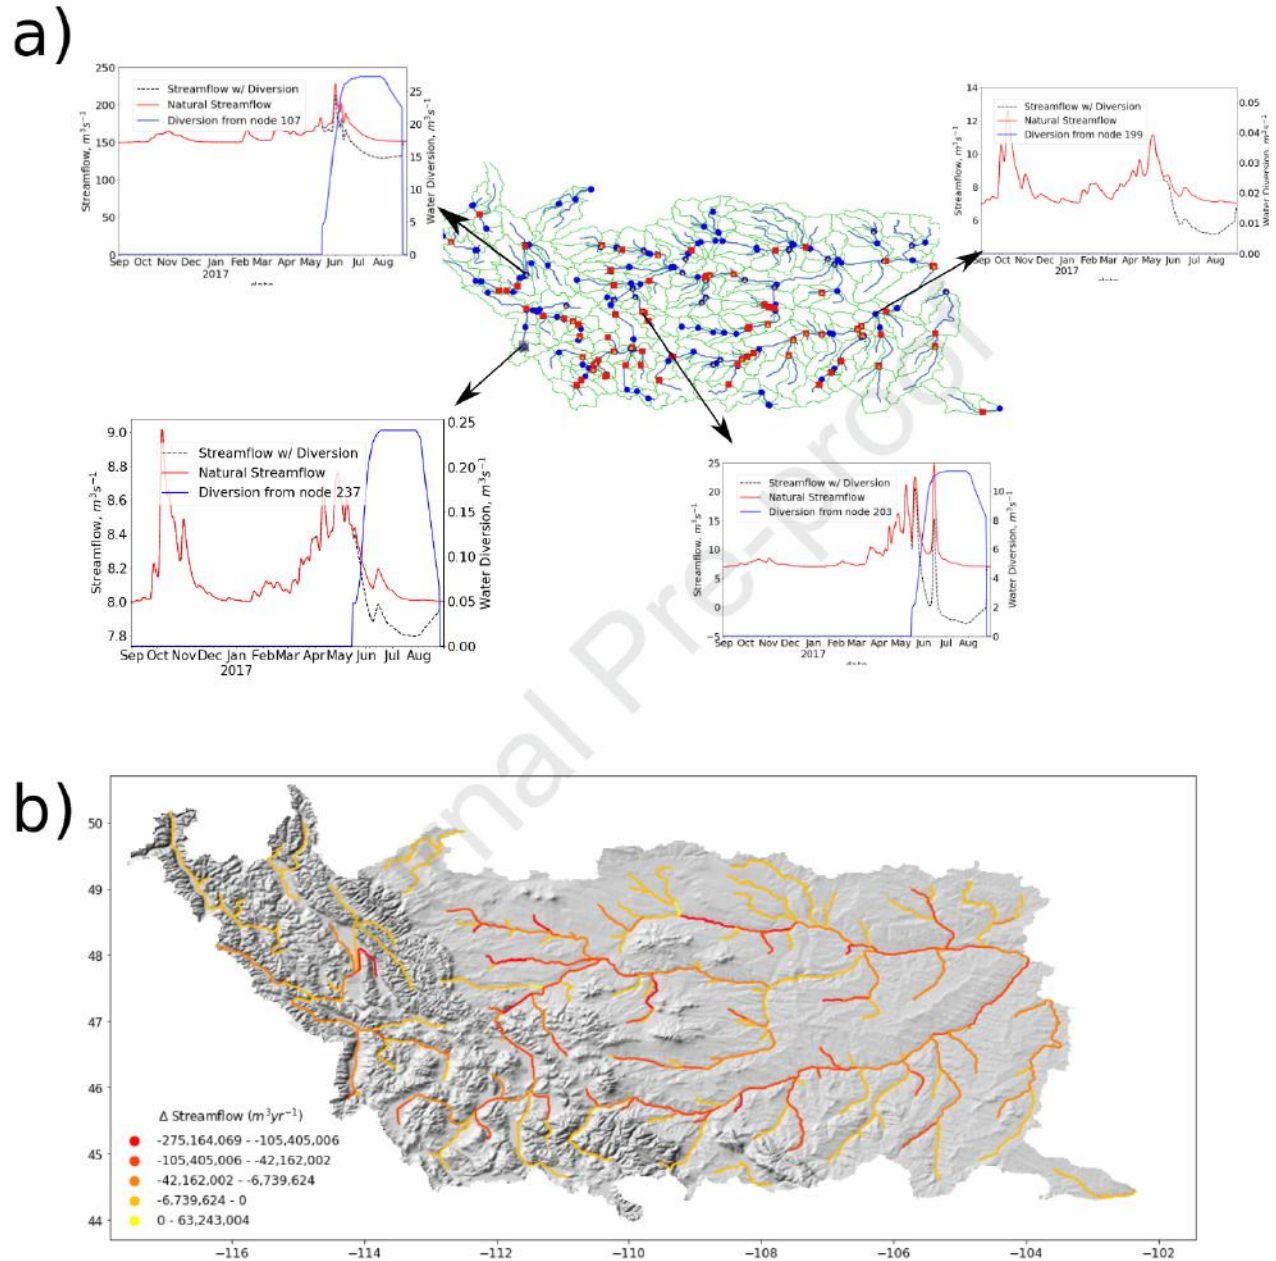 a)
250
200
150
100
50
0
Streamflow, m³s⁻¹
Streamflow w/ Diversion
Natural Streamflow
Diversion from node 107
25
20
15
10
5
0
Water Diversion, m³s⁻¹
Sep Oct Nov Dec Jan Feb Mar Apr May Jun Jul Aug
2017
14
12
10
8
6
Streamflow, m³s⁻¹
Streamflow w/ Diversion
Natural Streamflow
Diversion from node 199
0.05
0.04
0.03
0.02
0.01
0.00
Water Diversion, m³s⁻¹
Sep Oct Nov Dec Jan Feb Mar Apr May Jun Jul Aug
2017
9.0
8.8
8.6
8.4
8.2
8.0
7.8
Streamflow, m³s⁻¹
Streamflow w/ Diversion
Natural Streamflow
Diversion from node 237
0.25
0.20
0.15
0.10
0.05
0.00
Water Diversion, m³s⁻¹
Sep Oct Nov Dec Jan Feb Mar Apr May Jun Jul Aug
2017
25
20
15
10
5
0
−5
Streamflow, m³s⁻¹
Streamflow w/ Diversion
Natural Streamflow
Diversion from node 203
10
8
6
4
2
0
Water Diversion, m³s⁻¹
Sep Oct Nov Dec Jan Feb Mar Apr May Jun Jul Aug
2017
nal Pre-proof
b)
50
49
48
47
46
45
44
Δ Streamflow (m³yr⁻¹)
-275,164,069 - -105,405,006
-105,405,006 - -42,162,002
-42,162,002 - -6,739,624
-6,739,624 - 0
0 - 63,243,004
−116 −114 −112 −110 −108 −106 −104 −102